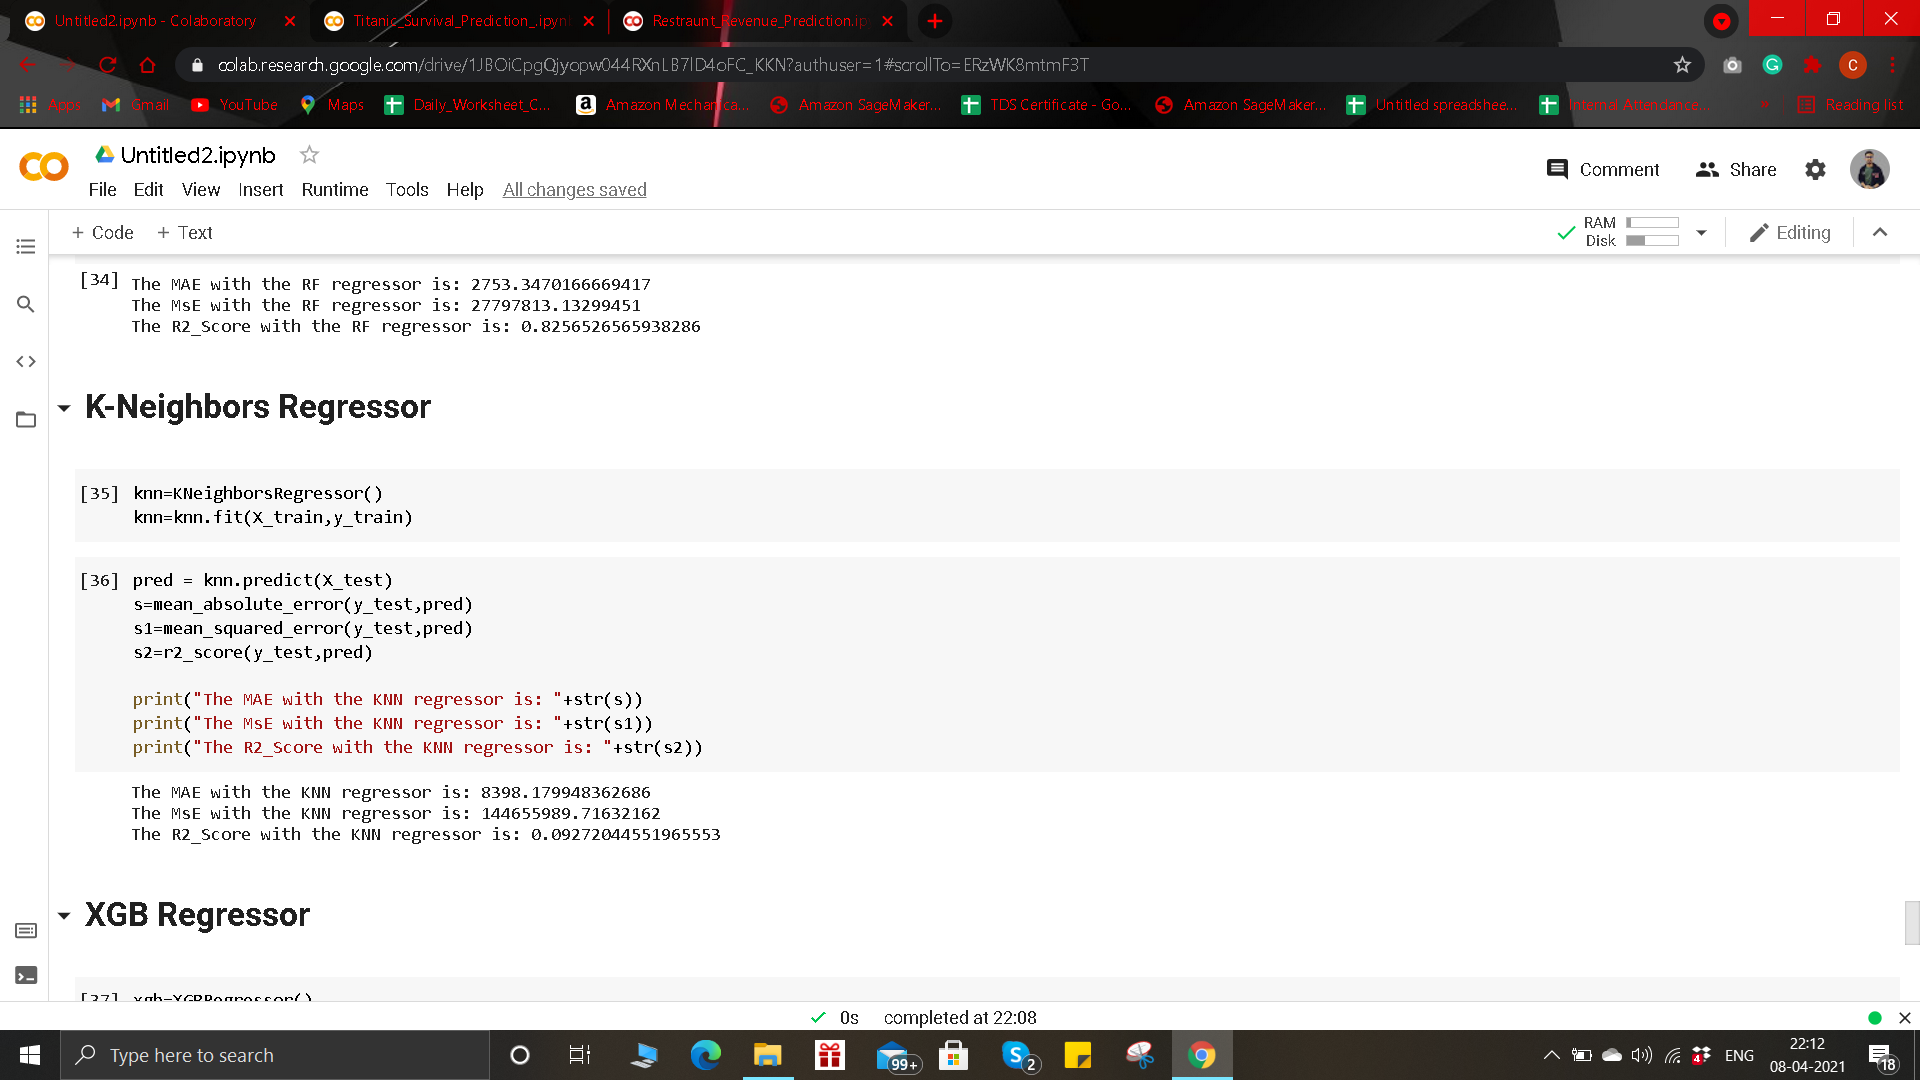 Untitled2.ipynb - Colaboratory
Titanic_Survival_Prediction_.ipyn
Restraunt_Revenue_Prediction.ip
colab.research.google.com/drive/1JBOiCpgQjyopw044RXnLB7lD4oFC_KKN?authuser=1#scrollTo=ERzWK8mtmF3T
G
C
Apps
Gmail
YouTube
Maps
Daily_Worksheet_C...
a
Amazon Mechanica...
Amazon SageMaker...
TDS Certificate - Go...
Amazon SageMaker...
Untitled spreadshee...
Internal Attendance...
»
Reading list
Untitled2.ipynb
Comment
Share
File Edit View Insert Runtime Tools Help All changes saved
+ Code + Text
RAM
Disk
Editing
[34] The MAE with the RF regressor is: 2753.3470166669417
The MsE with the RF regressor is: 27797813.13299451
The R2_Score with the RF regressor is: 0.8256526565938286
K-Neighbors Regressor
[35] knn=KNeighborsRegressor()
knn=knn.fit(X_train,y_train)
[36] pred = knn.predict(X_test)
s=mean_absolute_error(y_test,pred)
s1=mean_squared_error(y_test,pred)
s2=r2_score(y_test,pred)
print("The MAE with the KNN regressor is: "+str(s))
print("The MsE with the KNN regressor is: "+str(s1))
print("The R2_Score with the KNN regressor is: "+str(s2))
The MAE with the KNN regressor is: 8398.179948362686
The MsE with the KNN regressor is: 144655989.71632162
The R2_Score with the KNN regressor is: 0.09272044551965553
XGB Regressor
[37] xgb=XGBRegressor()
0s completed at 22:08
Type here to search
99+
S
2
4
ENG
22:12
08-04-2021
18